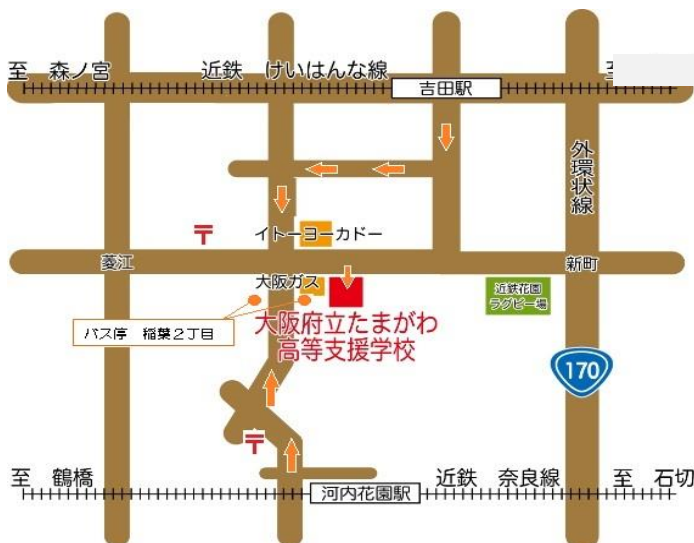 至 森ノ宮 近鉄 けいはんな線 至
吉田駅
外環状線
〒
イトーヨーカドー
菱江
新町
大阪ガス
近鉄花園
ラグビー場
バス停 稲葉2丁目
大阪府立たまがわ
高等支援学校
170
〒
至 鶴橋 近鉄 奈良線 至 石切
河内花園駅